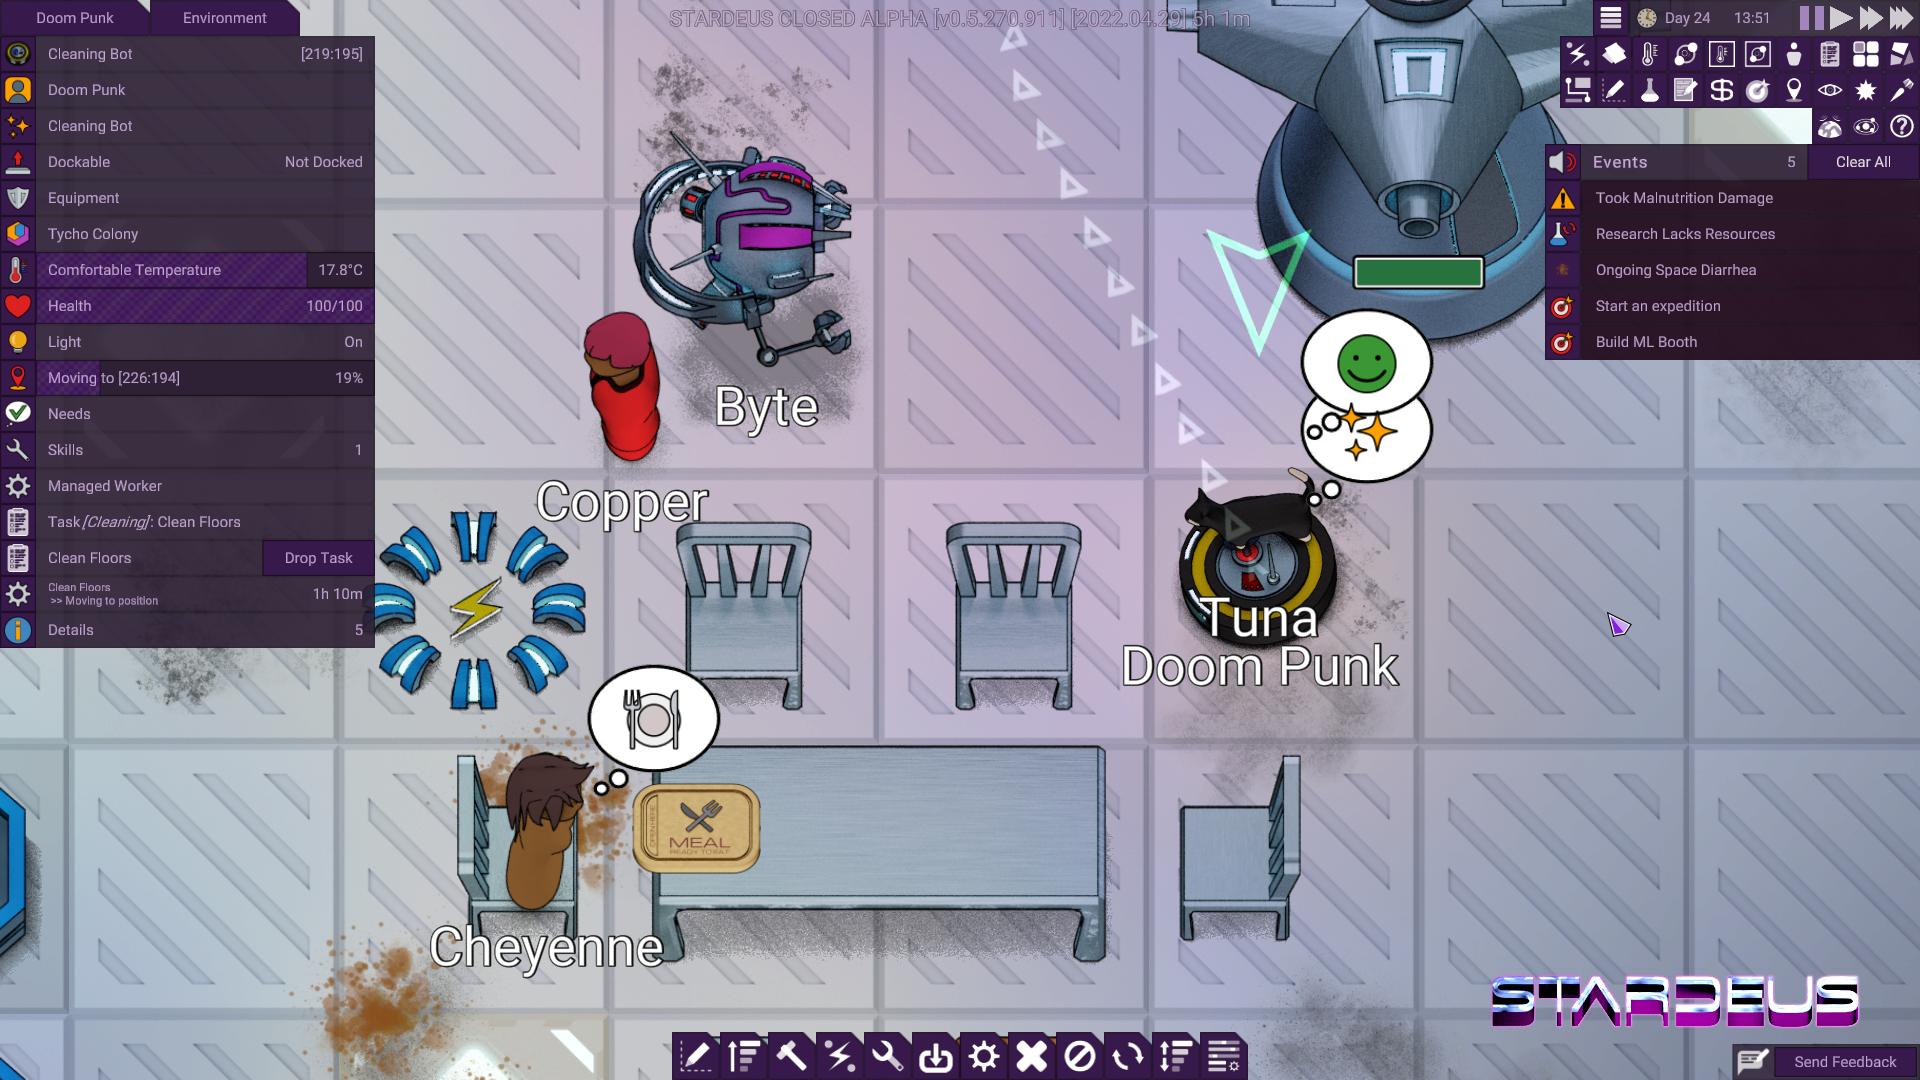 Doom Punk
Environment
STARDEUS CLOSED ALPHA [v0.5.270.911] [2022.04.29] 5h 1m
Day 24 13:51
Cleaning Bot [219:195]
Doom Punk
Cleaning Bot
Dockable Not Docked
Equipment
Tycho Colony
Comfortable Temperature 17.8°C
Health 100/100
Light On
Moving to [226:194] 19%
Needs
Skills 1
Managed Worker
Task [Cleaning]: Clean Floors
Clean Floors Drop Task
Clean Floors
>> Moving to position 1h 10m
Details 5
Events 5 Clear All
Took Malnutrition Damage
Research Lacks Resources
Ongoing Space Diarrhea
Start an expedition
Build ML Booth
Byte
Copper
Tuna
Doom Punk
OPEN HERE
MEAL
READY TO EAT
Cheyenne
STARDEUS
Send Feedback